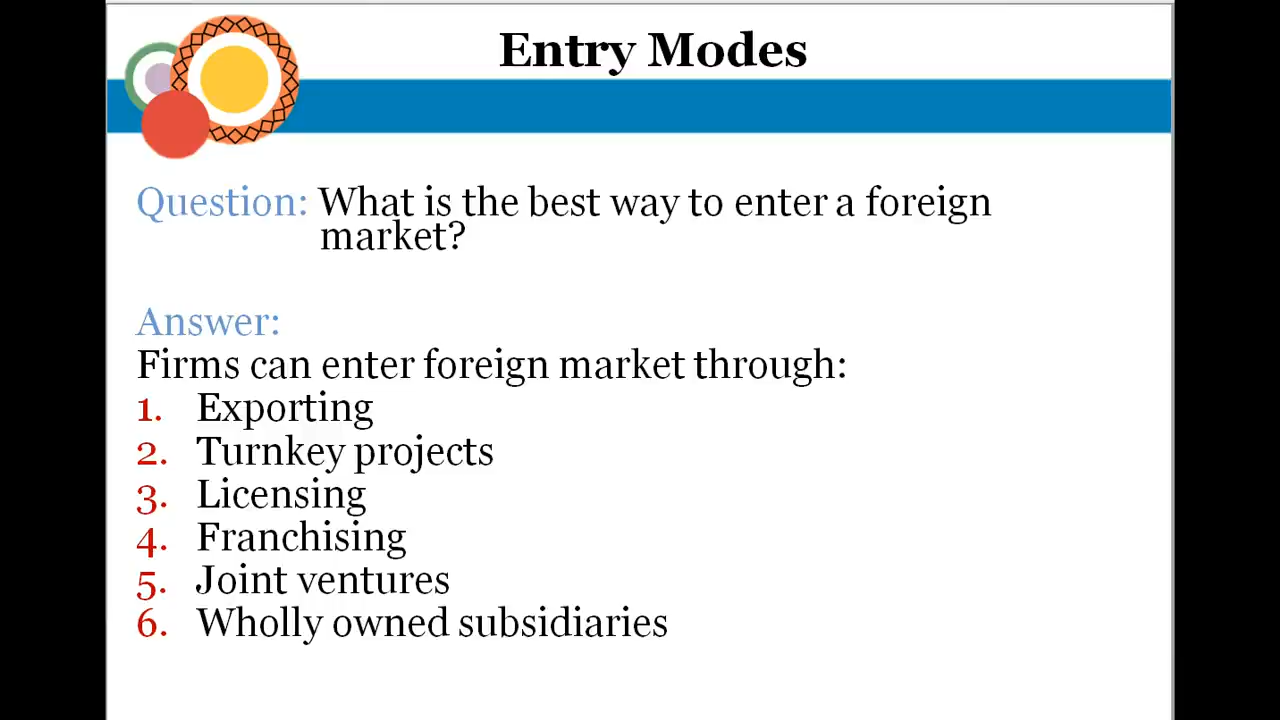 Entry Modes
Question: What is the best way to enter a foreign
market?
Answer:
Firms can enter foreign market through:
1. Exporting
2. Turnkey projects
3. Licensing
4. Franchising
5. Joint ventures
6. Wholly owned subsidiaries